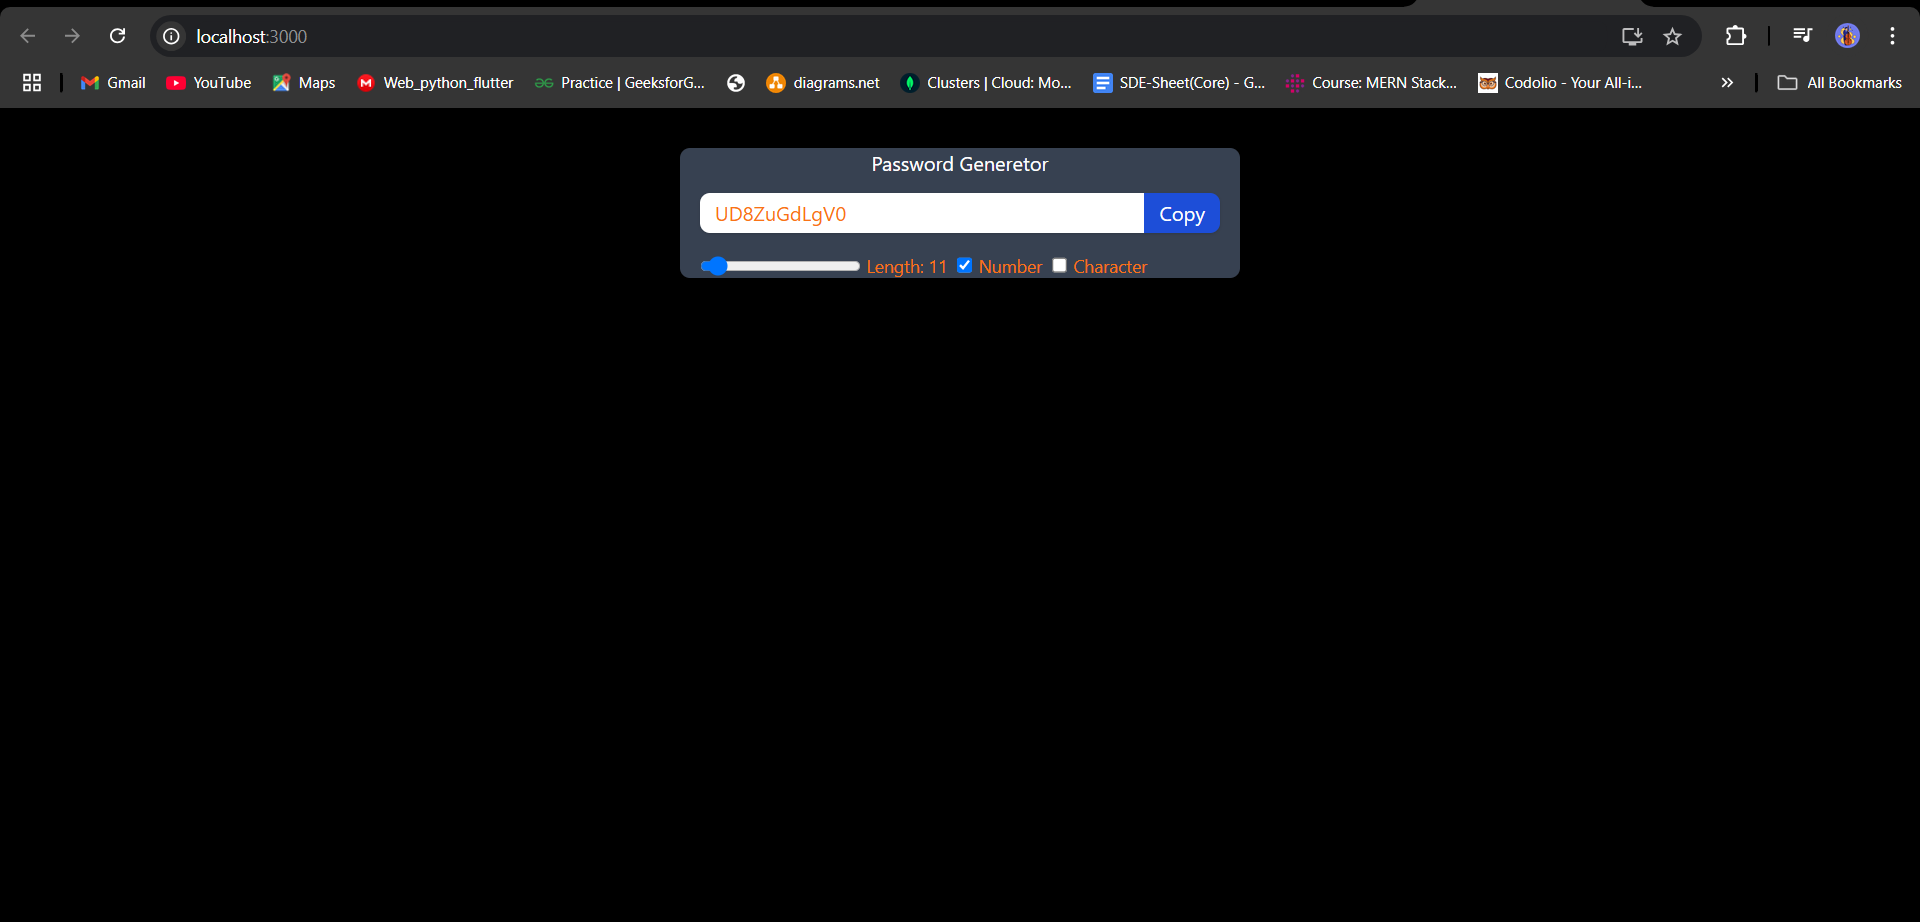 localhost:3000
Gmail YouTube Maps Web_python_flutter Practice | GeeksforG... diagrams.net Clusters | Cloud: Mo... SDE-Sheet(Core) - G... Course: MERN Stack... Codolio - Your All-i... » All Bookmarks
Password Generetor
UD8ZuGdLgV0 Copy
Length: 11 Number Character